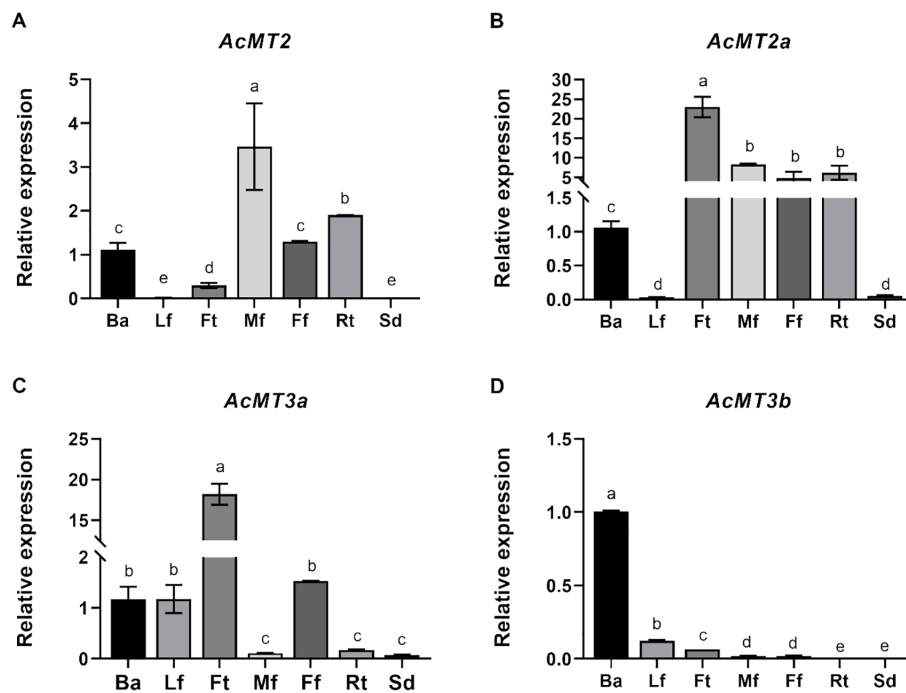 A
AcMT2
Relative expression
5
4
3
2
1
0
c
e
d
a
c
b
e
Ba Lf Ft Mf Ff Rt Sd
B
AcMT2a
Relative expression
30
25
20
15
10
5
1.5
1.0
0.5
0.0
c
d
a
b
b
b
d
Ba Lf Ft Mf Ff Rt Sd
C
AcMT3a
Relative expression
25
20
15
2
1
0
b
b
a
c
b
c
c
Ba Lf Ft Mf Ff Rt Sd
D
AcMT3b
Relative expression
1.5
1.0
0.5
0.0
a
b
c
d
d
e
e
Ba Lf Ft Mf Ff Rt Sd